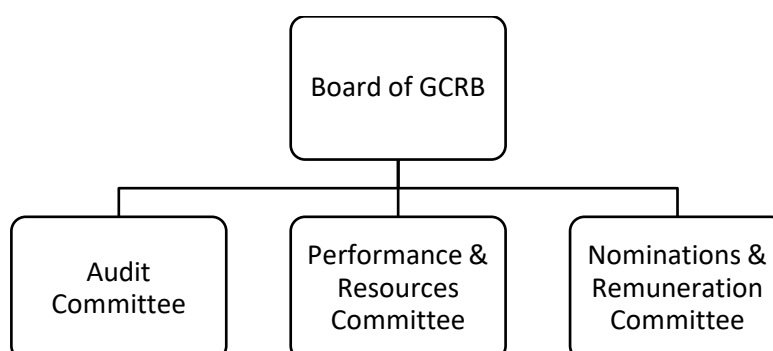 Board of GCRB
Audit
Committee
Performance &
Resources
Committee
Nominations &
Remuneration
Committee